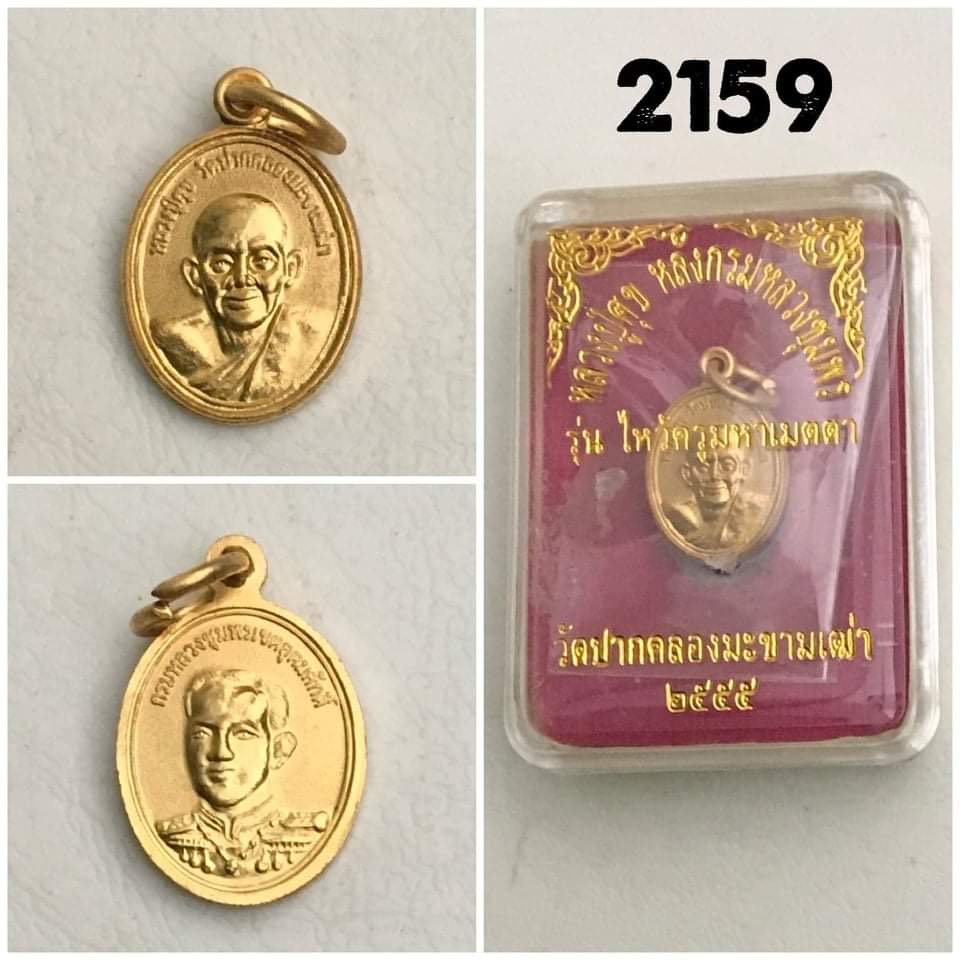 หลวงปู่ศุข วัดปากคลองมะขามเฒ่า
2159
หลวงปู่ศุข หลังกรมหลวงชุมพร
รุ่น ไหว้ครูมหาเมตตา
วัดปากคลองมะขามเฒ่า
๒๕๕๕
กรมหลวงชุมพรเขตอุดมศักดิ์